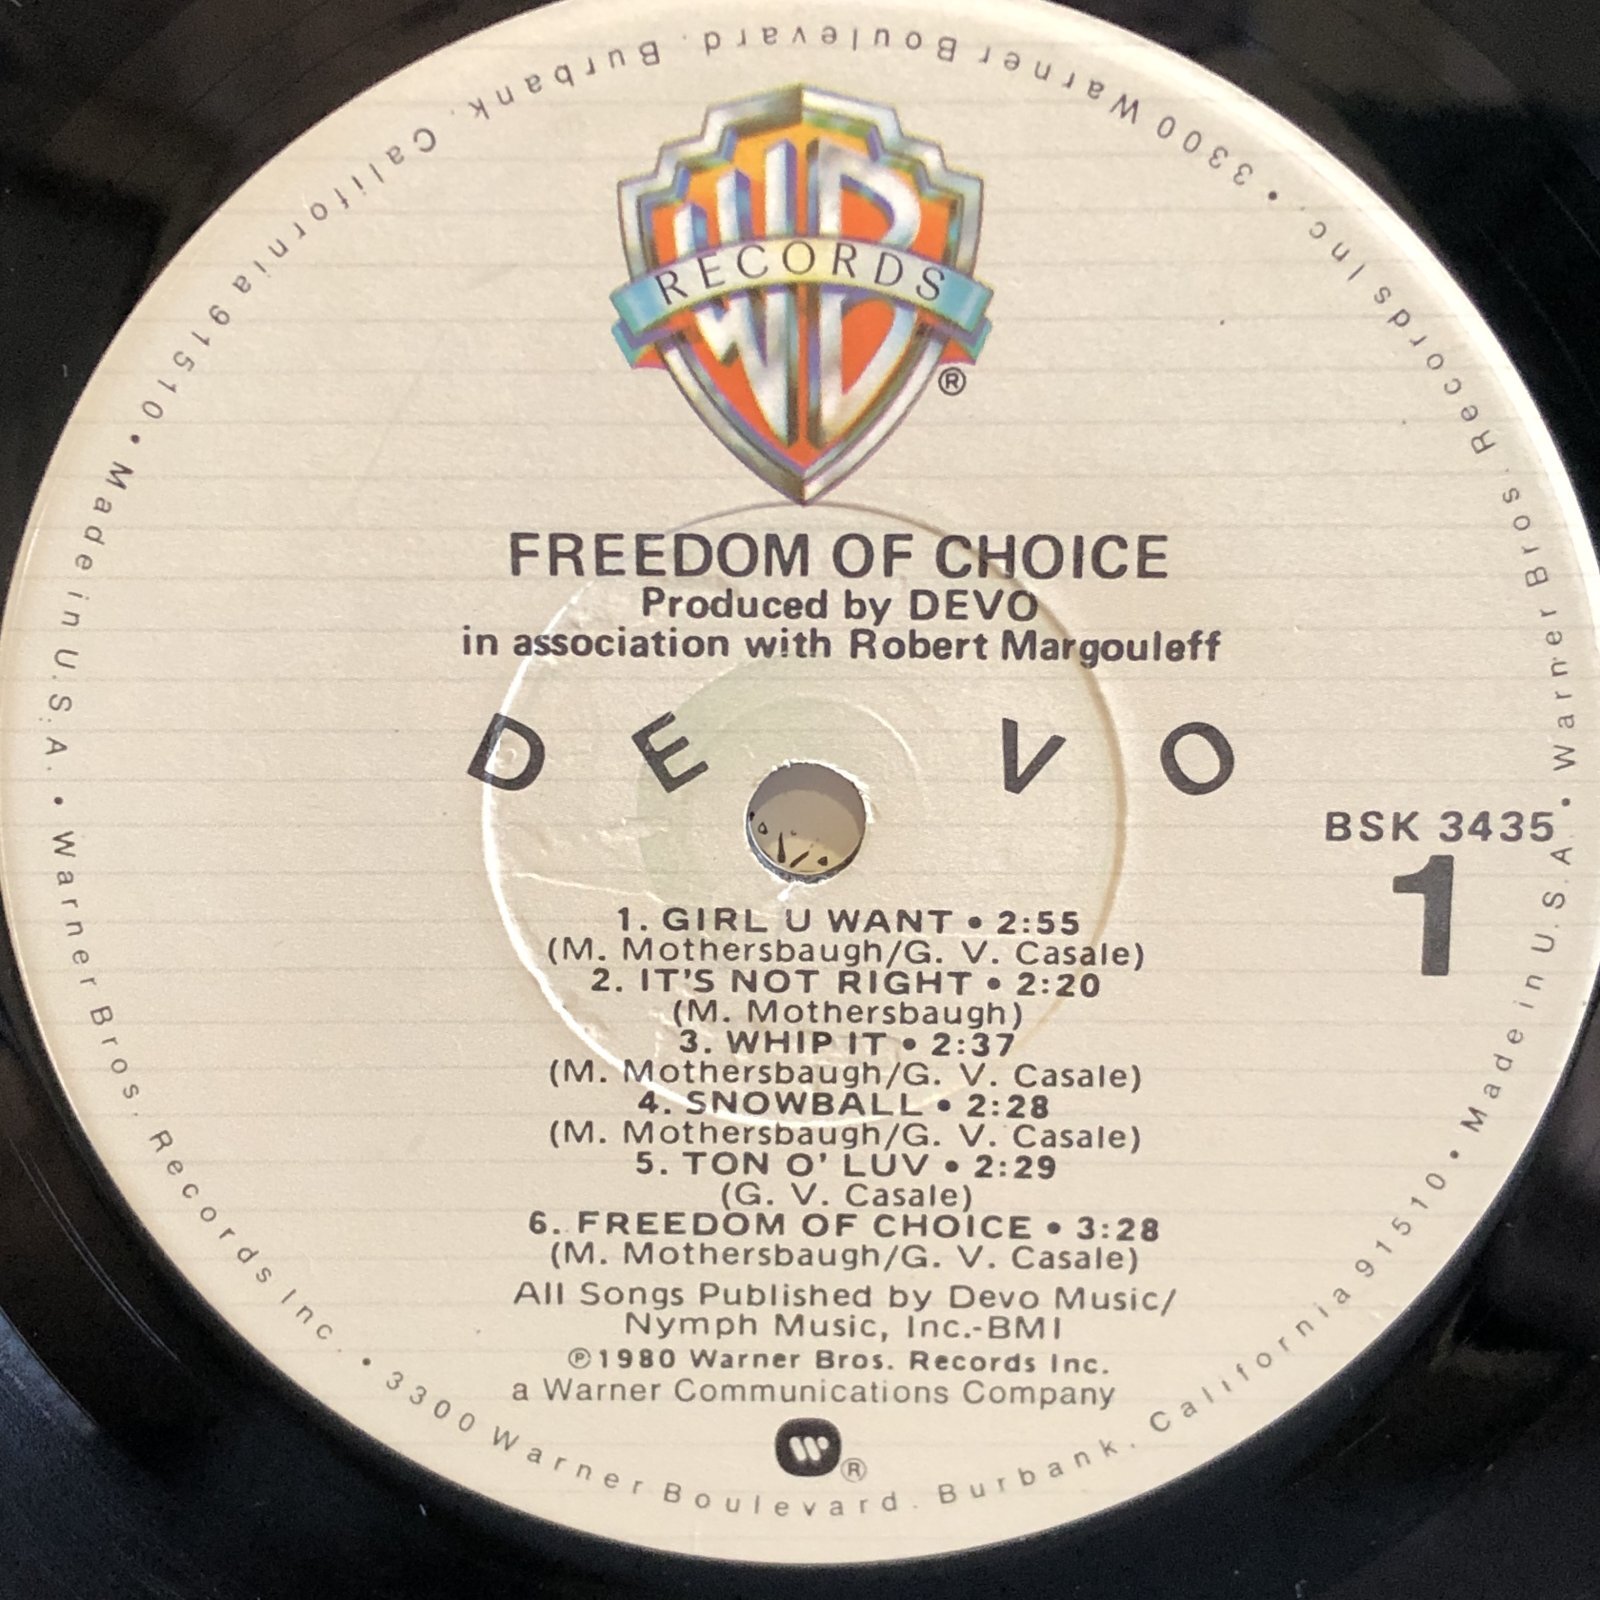 WB
RECORDS
®
FREEDOM OF CHOICE
Produced by DEVO
in association with Robert Margouleff
D E V O
BSK 3435
1
1. GIRL U WANT • 2:55
(M. Mothersbaugh/G. V. Casale)
2. IT'S NOT RIGHT • 2:20
(M. Mothersbaugh)
3. WHIP IT • 2:37
(M. Mothersbaugh/G. V. Casale)
4. SNOWBALL • 2:28
(M. Mothersbaugh/G. V. Casale)
5. TON O' LUV • 2:29
(G. V. Casale)
6. FREEDOM OF CHOICE • 3:28
(M. Mothersbaugh/G. V. Casale)
All Songs Published by Devo Music/
Nymph Music, Inc.-BMI
℗1980 Warner Bros. Records Inc.
a Warner Communications Company
W ®
Warner Bros. Records Inc. • 3300 Warner Boulevard. Burbank. California 91510 • Made in U.S.A. • Warner Bros. Records Inc. • 3300 Warner Boulevard. Burbank. California 91510 • Made in U.S.A. •